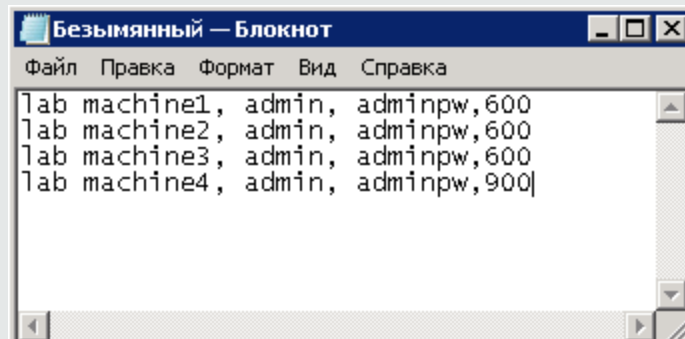 Безымянный — Блокнот
Файл Правка Формат Вид Справка
lab machine1, admin, adminpw,600
lab machine2, admin, adminpw,600
lab machine3, admin, adminpw,600
lab machine4, admin, adminpw,900